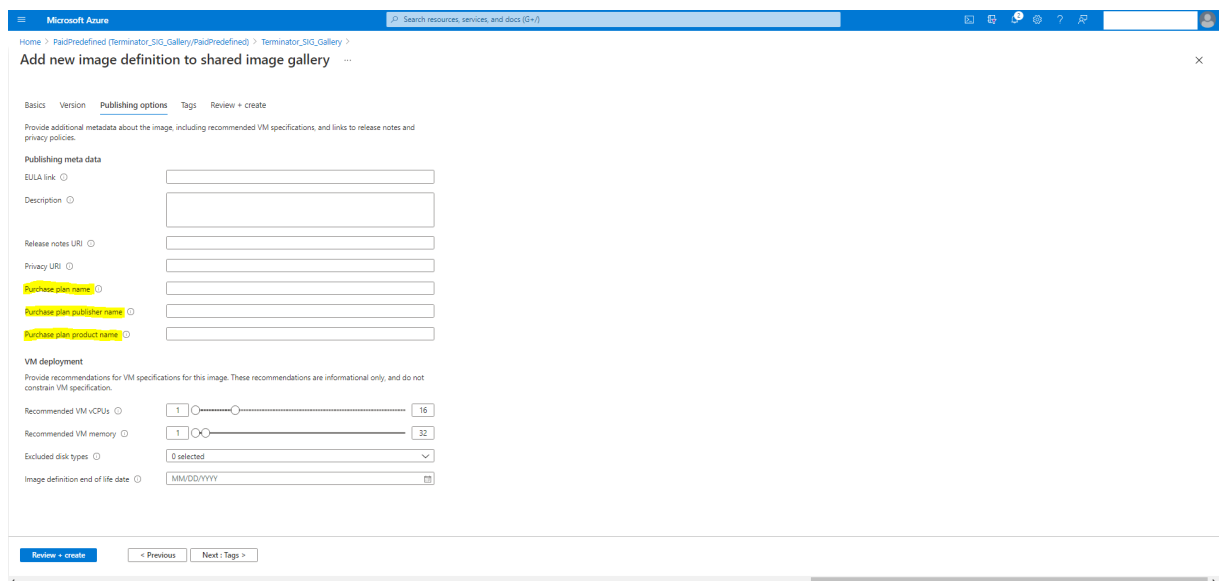 Microsoft Azure
Search resources, services, and docs (G+/)
2
Home > PaidPredefined (Terminator_SIG_Gallery/PaidPredefined) > Terminator_SIG_Gallery >
Add new image definition to shared image gallery ...
Basics Version Publishing options Tags Review + create
Provide additional metadata about the image, including recommended VM specifications, and links to release notes and
privacy policies.
Publishing meta data
EULA link
Description
Release notes URI
Privacy URI
Purchase plan name
Purchase plan publisher name
Purchase plan product name
VM deployment
Provide recommendations for VM specifications for this image. These recommendations are informational only, and do not
constrain VM specification.
Recommended VM vCPUs 1 16
Recommended VM memory 1 32
Excluded disk types 0 selected
Image definition end of life date MM/DD/YYYY
Review + create < Previous Next : Tags >